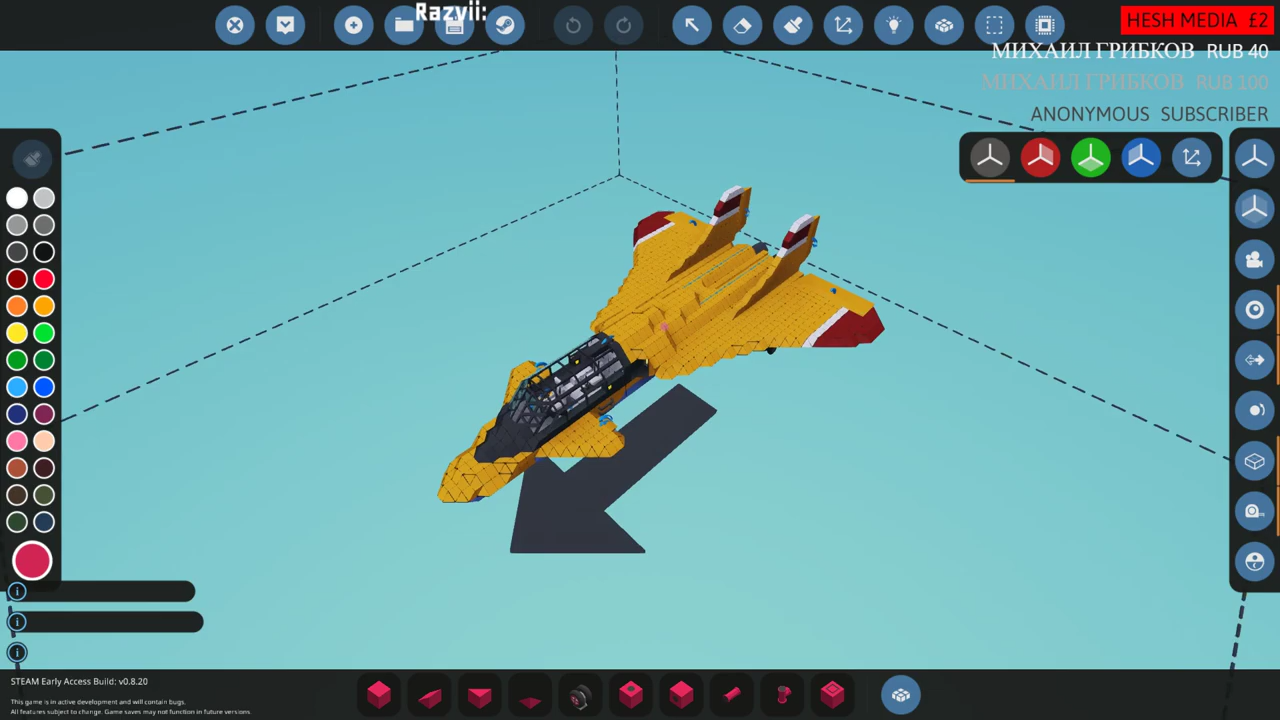 Razvii:
HESH MEDIA £2
МИХАИЛ ГРИБКОВ RUB 40
МИХАИЛ ГРИБКОВ RUB 100
ANONYMOUS SUBSCRIBER
STEAM Early Access Build: v0.8.20
This game is in active development and will contain bugs.
All features subject to change. Game saves may not function in future versions.